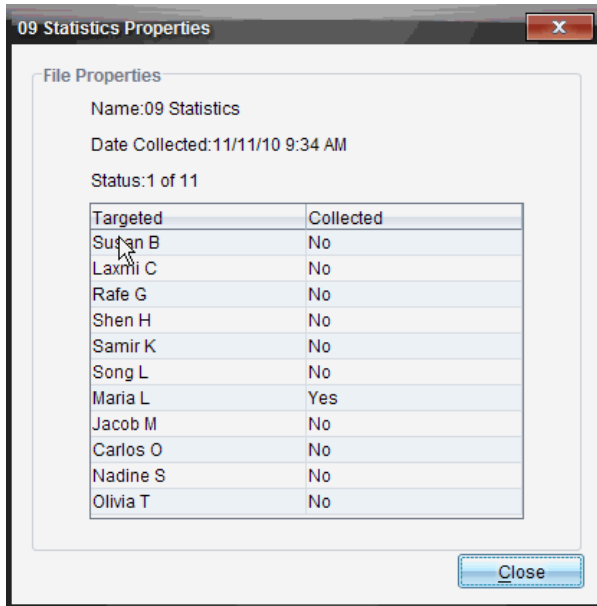 09 Statistics Properties
x
File Properties
Name:09 Statistics
Date Collected:11/11/10 9:34 AM
Status:1 of 11
Targeted Collected
Susan B No
Laxmi C No
Rafe G No
Shen H No
Samir K No
Song L No
Maria L Yes
Jacob M No
Carlos O No
Nadine S No
Olivia T No
Close